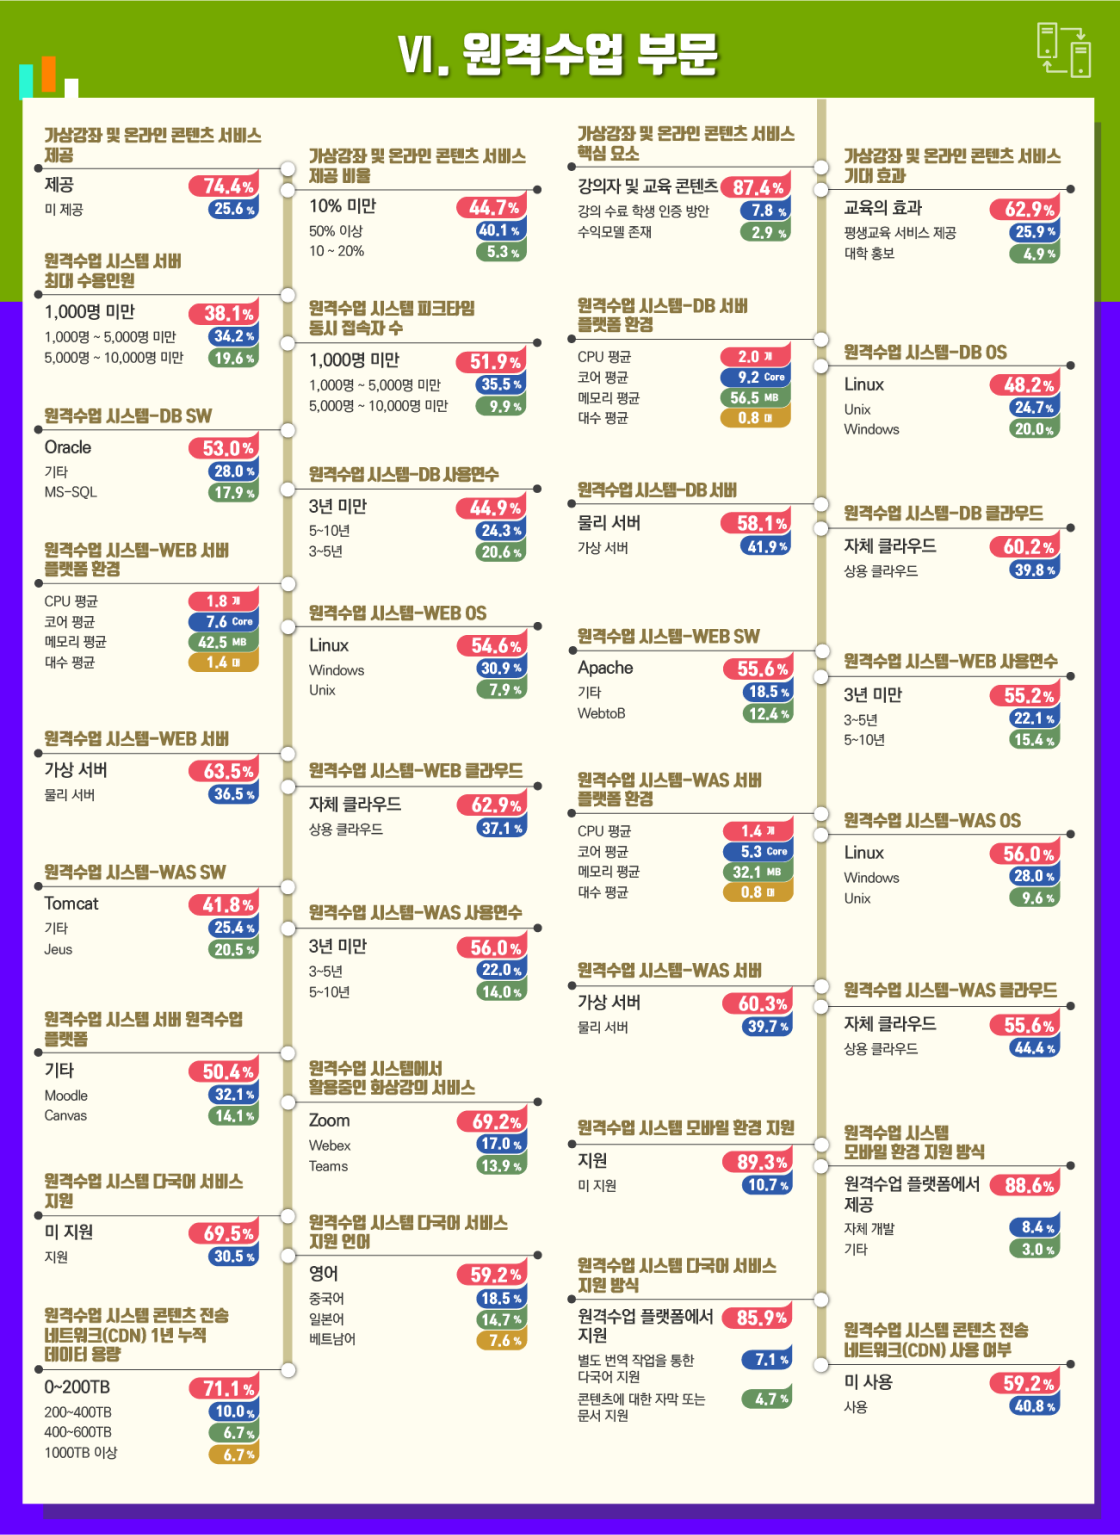 Ⅵ. 원격수업 부문
가상강좌 및 온라인 콘텐츠 서비스
제공
제공 74.4%
미 제공 25.6 %
원격수업 시스템 서버
최대 수용인원
1,000명 미만 38.1%
1,000명 ~ 5,000명 미만 34.2 %
5,000명 ~ 10,000명 미만 19.6 %
원격수업 시스템-DB SW
Oracle 53.0%
기타 28.0 %
MS-SQL 17.9 %
원격수업 시스템-WEB 서버
플랫폼 환경
CPU 평균 1.8 개
코어 평균 7.6 Core
메모리 평균 42.5 MB
대수 평균 1.4 대
원격수업 시스템-WEB 서버
가상 서버 63.5%
물리 서버 36.5 %
원격수업 시스템-WAS SW
Tomcat 41.8%
기타 25.4 %
Jeus 20.5 %
원격수업 시스템 서버 원격수업
플랫폼
기타 50.4%
Moodle 32.1 %
Canvas 14.1 %
원격수업 시스템 다국어 서비스
지원
미 지원 69.5%
지원 30.5 %
원격수업 시스템 콘텐츠 전송
네트워크(CDN) 1년 누적
데이터 용량
0~200TB 71.1%
200~400TB 10.0 %
400~600TB 6.7 %
1000TB 이상 6.7 %
가상강좌 및 온라인 콘텐츠 서비스
제공 비율
10% 미만 44.7%
50% 이상 40.1 %
10 ~ 20% 5.3 %
원격수업 시스템 피크타임
동시 접속자 수
1,000명 미만 51.9%
1,000명 ~ 5,000명 미만 35.5 %
5,000명 ~ 10,000명 미만 9.9 %
원격수업 시스템-DB 사용연수
3년 미만 44.9%
5~10년 24.3 %
3~5년 20.6 %
원격수업 시스템-WEB OS
Linux 54.6%
Windows 30.9 %
Unix 7.9 %
원격수업 시스템-WEB 클라우드
자체 클라우드 62.9%
상용 클라우드 37.1 %
원격수업 시스템-WAS 사용연수
3년 미만 56.0%
3~5년 22.0 %
5~10년 14.0 %
원격수업 시스템에서
활용중인 화상강의 서비스
Zoom 69.2%
Webex 17.0 %
Teams 13.9 %
원격수업 시스템 다국어 서비스
지원 언어
영어 59.2%
중국어 18.5 %
일본어 14.7 %
베트남어 7.6 %
가상강좌 및 온라인 콘텐츠 서비스
핵심 요소
강의자 및 교육 콘텐츠 87.4%
강의 수료 학생 인증 방안 7.8 %
수익모델 존재 2.9 %
원격수업 시스템-DB 서버
플랫폼 환경
CPU 평균 2.0 개
코어 평균 9.2 Core
메모리 평균 56.5 MB
대수 평균 0.8 대
원격수업 시스템-DB 서버
물리 서버 58.1%
가상 서버 41.9 %
원격수업 시스템-WEB SW
Apache 55.6%
기타 18.5 %
WebtoB 12.4 %
원격수업 시스템-WAS 서버
플랫폼 환경
CPU 평균 1.4 개
코어 평균 5.3 Core
메모리 평균 32.1 MB
대수 평균 0.8 대
원격수업 시스템-WAS 서버
가상 서버 60.3%
물리 서버 39.7 %
원격수업 시스템 모바일 환경 지원
지원 89.3%
미 지원 10.7 %
원격수업 시스템 다국어 서비스
지원 방식
원격수업 플랫폼에서 85.9%
지원
별도 번역 작업을 통한 7.1 %
다국어 지원
콘텐츠에 대한 자막 또는 4.7 %
문서 지원
가상강좌 및 온라인 콘텐츠 서비스
기대 효과
교육의 효과 62.9%
평생교육 서비스 제공 25.9 %
대학 홍보 4.9 %
원격수업 시스템-DB OS
Linux 48.2%
Unix 24.7 %
Windows 20.0 %
원격수업 시스템-DB 클라우드
자체 클라우드 60.2%
상용 클라우드 39.8 %
원격수업 시스템-WEB 사용연수
3년 미만 55.2%
3~5년 22.1 %
5~10년 15.4 %
원격수업 시스템-WAS OS
Linux 56.0%
Windows 28.0 %
Unix 9.6 %
원격수업 시스템-WAS 클라우드
자체 클라우드 55.6%
상용 클라우드 44.4 %
원격수업 시스템
모바일 환경 지원 방식
원격수업 플랫폼에서 88.6%
제공
자체 개발 8.4 %
기타 3.0 %
원격수업 시스템 콘텐츠 전송
네트워크(CDN) 사용 여부
미 사용 59.2%
사용 40.8 %